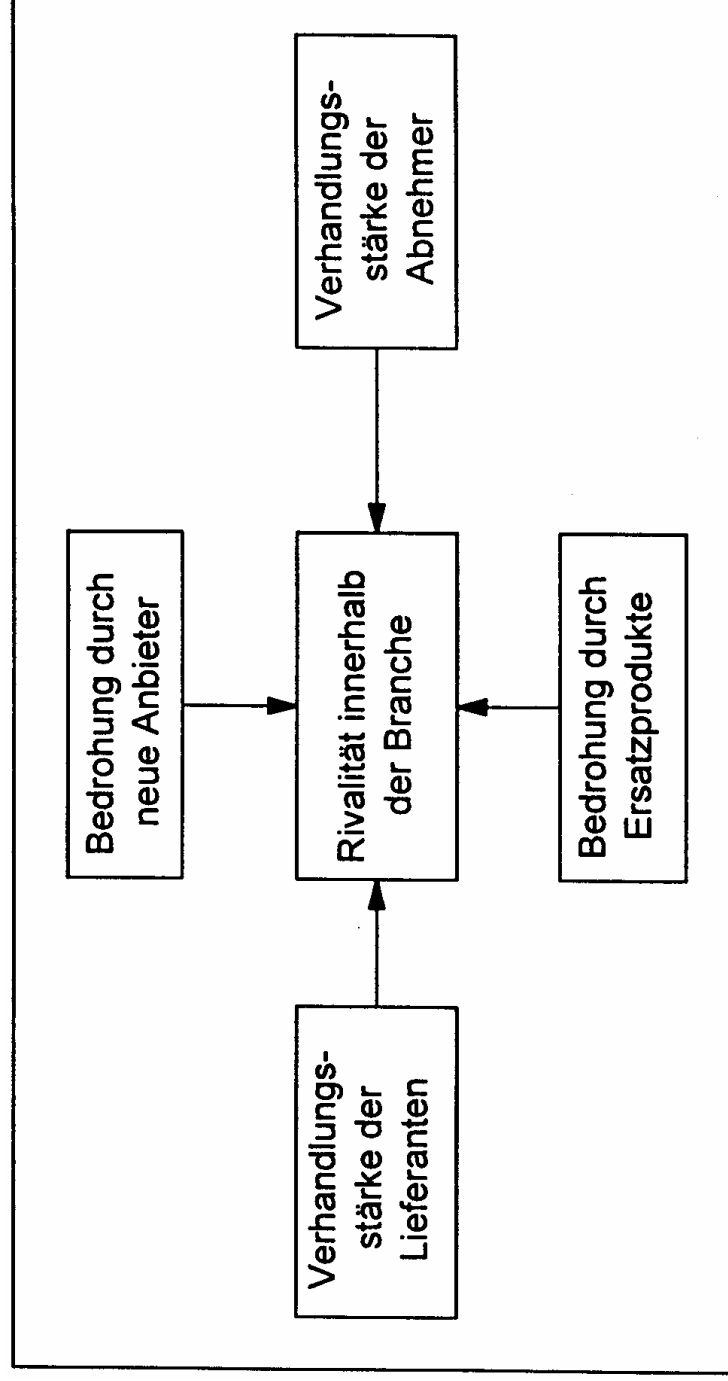 Bedrohung durch
neue Anbieter
Verhandlungs-
stärke der
Lieferanten
Rivalität innerhalb
der Branche
Verhandlungs-
stärke der
Abnehmer
Bedrohung durch
Ersatzprodukte